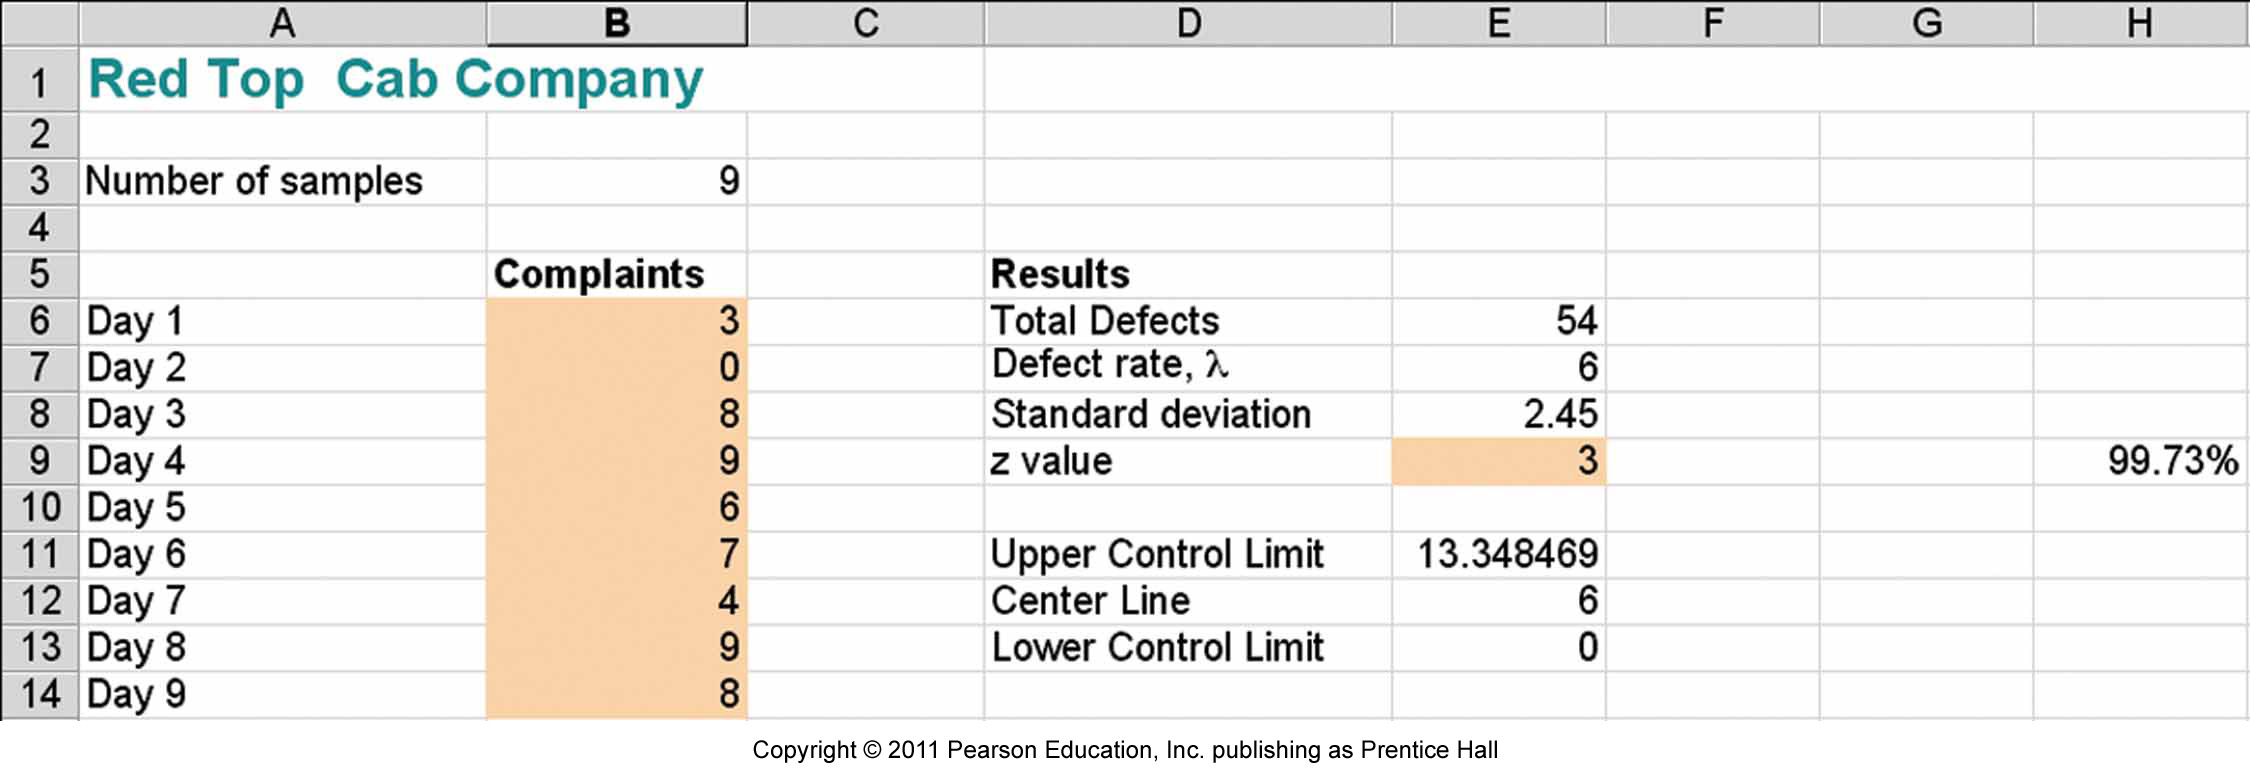 A B C D E F G H
1 Red Top Cab Company
2
3 Number of samples 9
4
5 Complaints Results
6 Day 1 3 Total Defects 54
7 Day 2 0 Defect rate, λ 6
8 Day 3 8 Standard deviation 2.45
9 Day 4 9 z value 3 99.73%
10 Day 5 6
11 Day 6 7 Upper Control Limit 13.348469
12 Day 7 4 Center Line 6
13 Day 8 9 Lower Control Limit 0
14 Day 9 8
Copyright © 2011 Pearson Education, Inc. publishing as Prentice Hall